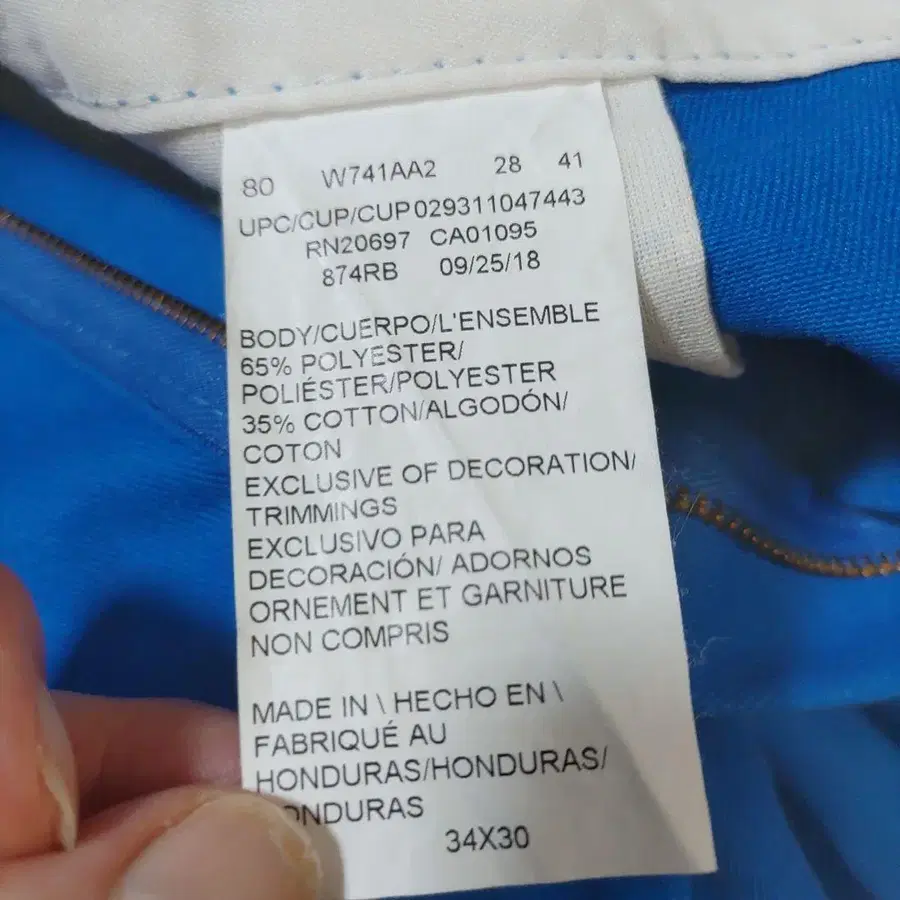 80 W741AA2 28 41
UPC/CUP/CUP 029311047443
RN20697 CA01095
874RB 09/25/18
BODY/CUERPO/L'ENSEMBLE
65% POLYESTER/
POLIÉSTER/POLYESTER
35% COTTON/ALGODÓN/
COTON
EXCLUSIVE OF DECORATION/
TRIMMINGS
EXCLUSIVO PARA
DECORACIÓN/ ADORNOS
ORNEMENT ET GARNITURE
NON COMPRIS
MADE IN \ HECHO EN \
FABRIQUÉ AU
HONDURAS/HONDURAS/
ONDURAS
34X30